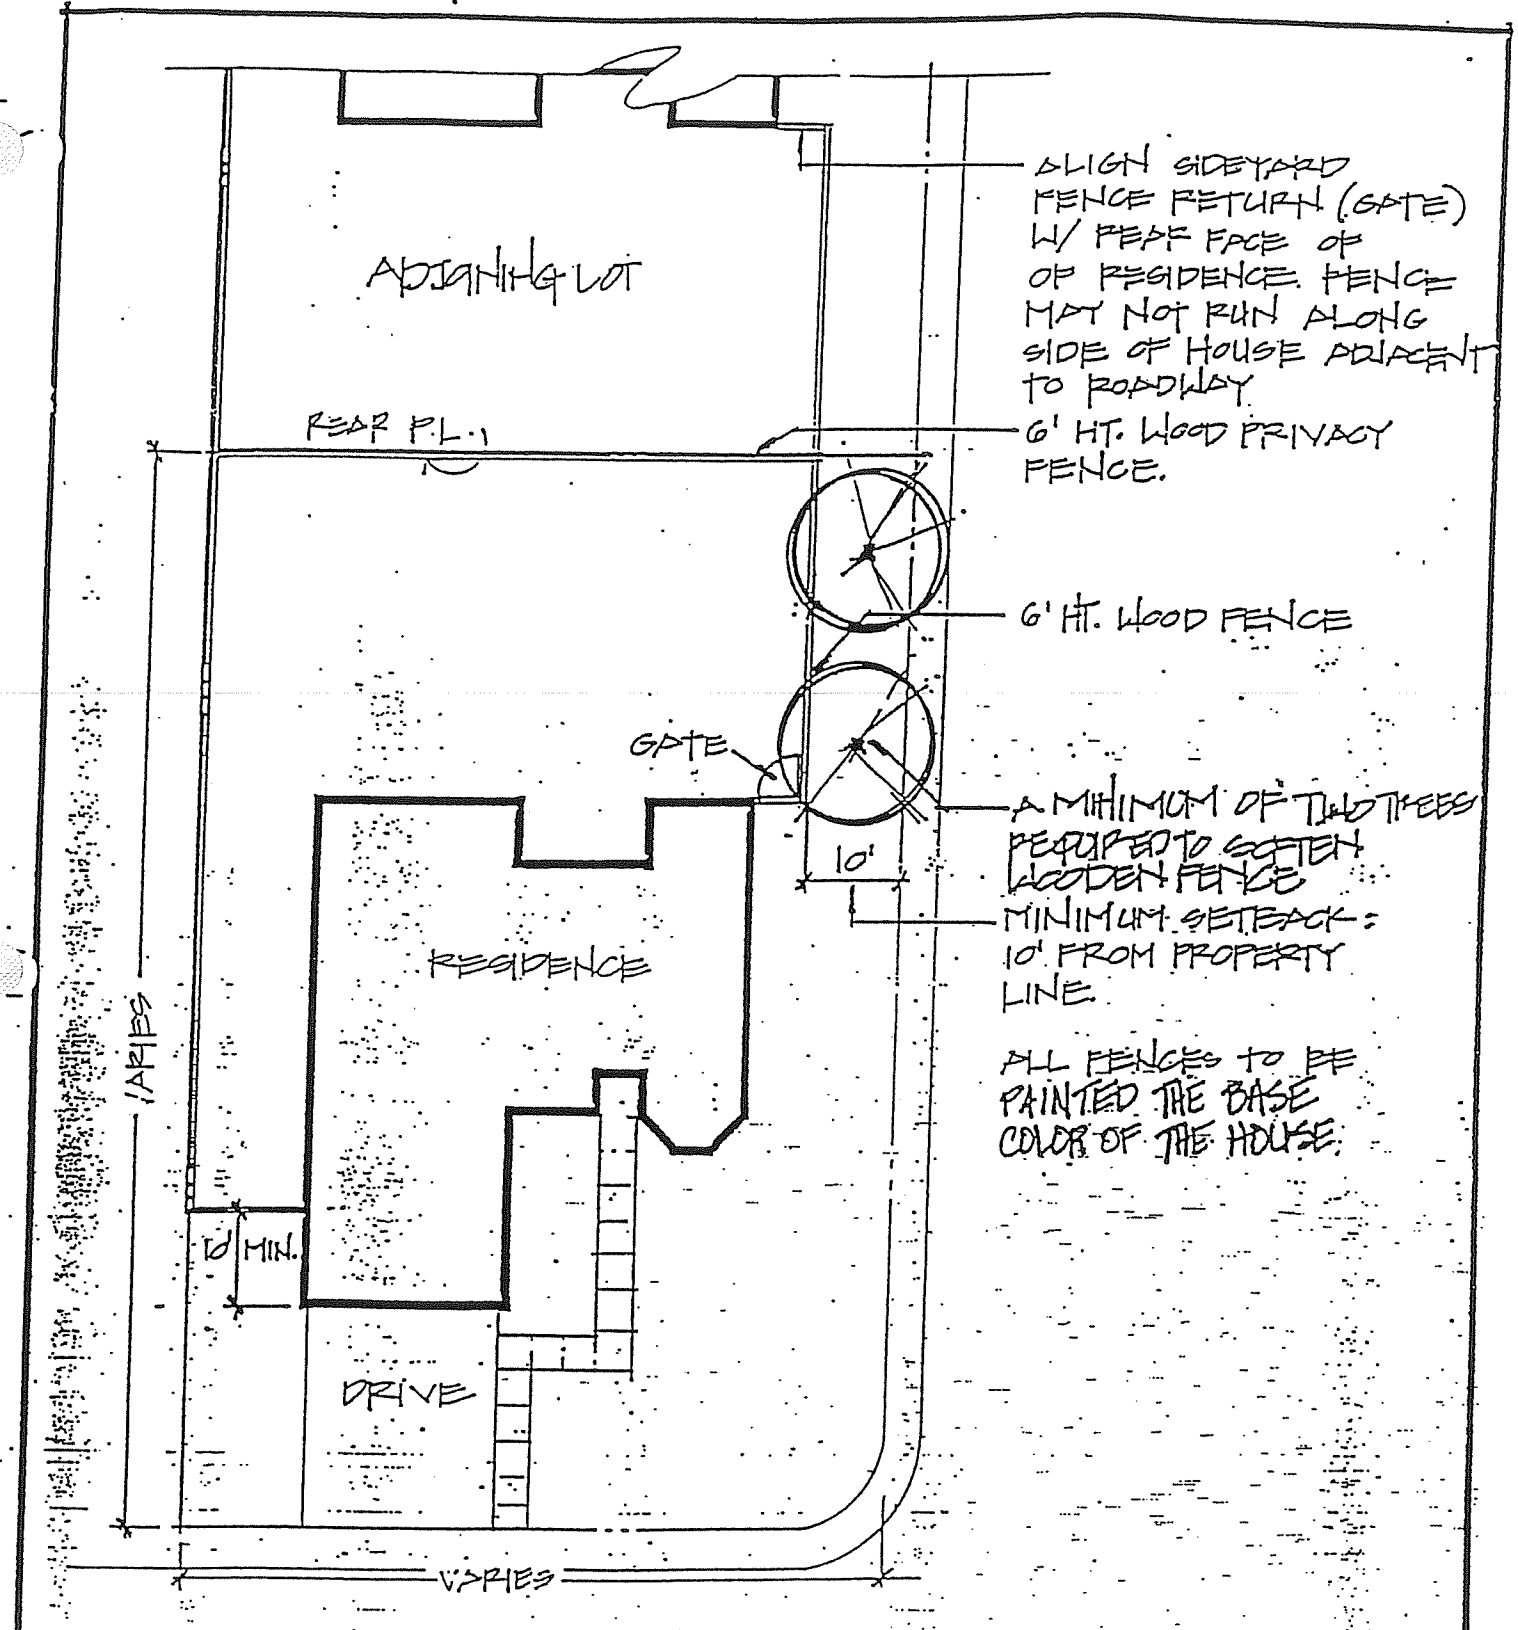 ALIGN SIDEYARD
FENCE RETURN (GATE)
W/ REAR FACE OF
OF RESIDENCE. FENCE
MAY NOT RUN ALONG
SIDE OF HOUSE ADJACENT
TO ROADWAY
ADJOINING LOT
REAR P.L.
6' HT. WOOD PRIVACY
FENCE.
6' HT. WOOD FENCE
GATE
A MINIMUM OF TWO TREES
REQUIRED TO SOFTEN
WOODEN FENCE
10'
MINIMUM SETBACK =
10' FROM PROPERTY
LINE.
RESIDENCE
VARIES
ALL FENCES TO BE
PAINTED THE BASE
COLOR OF THE HOUSE.
10' MIN.
DRIVE
VARIES